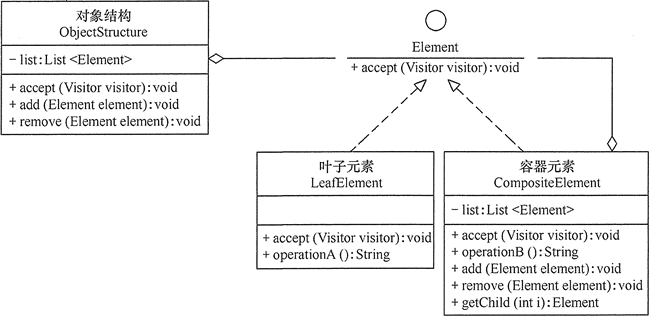 对象结构
ObjectStructure
− list:List <Element>
+ accept (Visitor visitor):void
+ add (Element element):void
+ remove (Element element):void
Element
+ accept (Visitor visitor):void
叶子元素
LeafElement
+ accept (Visitor visitor):void
+ operationA ():String
容器元素
CompositeElement
− list:List <Element>
+ accept (Visitor visitor):void
+ operationB ():String
+ add (Element element):void
+ remove (Element element):void
+ getChild (int i):Element